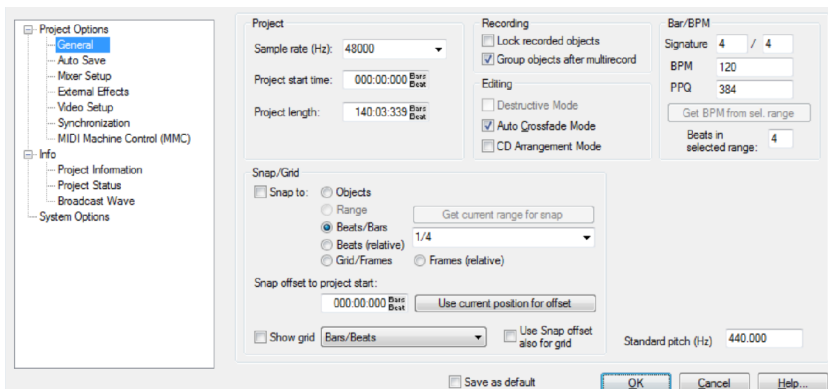 Project Options
General
Auto Save
Mixer Setup
External Effects
Video Setup
Synchronization
MIDI Machine Control (MMC)
Info
Project Information
Project Status
Broadcast Wave
System Options
Project
Sample rate (Hz): 48000
Project start time: 000:00:000 Bars Beat
Project length: 140:03:339 Bars Beat
Recording
Lock recorded objects
Group objects after multirecord
Editing
Destructive Mode
Auto Crossfade Mode
CD Arrangement Mode
Bar/BPM
Signature 4 / 4
BPM 120
PPQ 384
Get BPM from sel. range
Beats in
selected range: 4
Snap/Grid
Snap to: Objects
Range Get current range for snap
Beats/Bars 1/4
Beats (relative)
Grid/Frames Frames (relative)
Snap offset to project start:
000:00:000 Bars Beat Use current position for offset
Show grid Bars/Beats Use Snap offset
also for grid
Standard pitch (Hz) 440.000
Save as default OK Cancel Help...